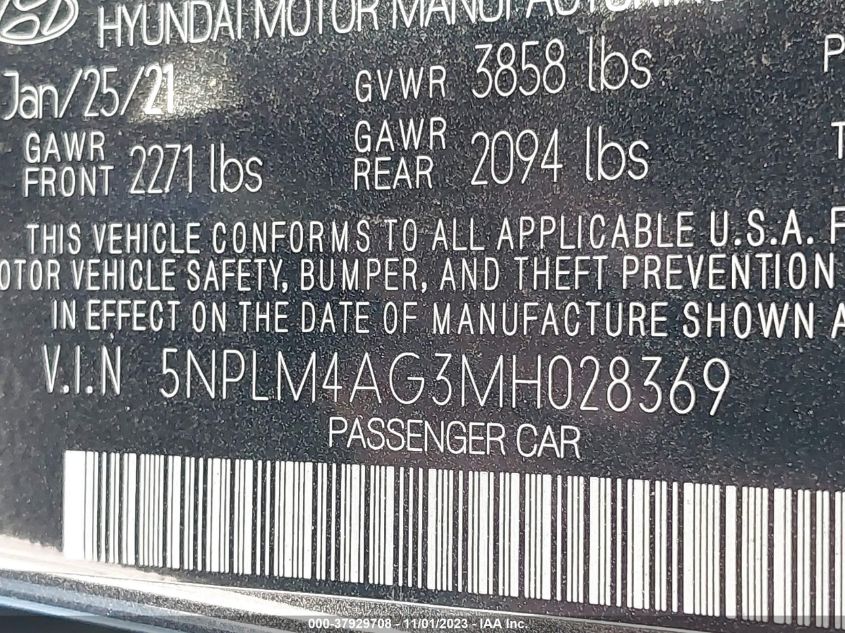 HYUNDAI MOTOR MANUFACTURING
Jan/25/21 GVWR 3858 lbs P
GAWR FRONT 2271 lbs GAWR REAR 2094 lbs T
THIS VEHICLE CONFORMS TO ALL APPLICABLE U.S.A. F
OTOR VEHICLE SAFETY, BUMPER, AND THEFT PREVENTION
IN EFFECT ON THE DATE OF MANUFACTURE SHOWN A
V.I.N 5NPLM4AG3MH028369
PASSENGER CAR
000-37929708 - 11/01/2023 - IAA Inc.